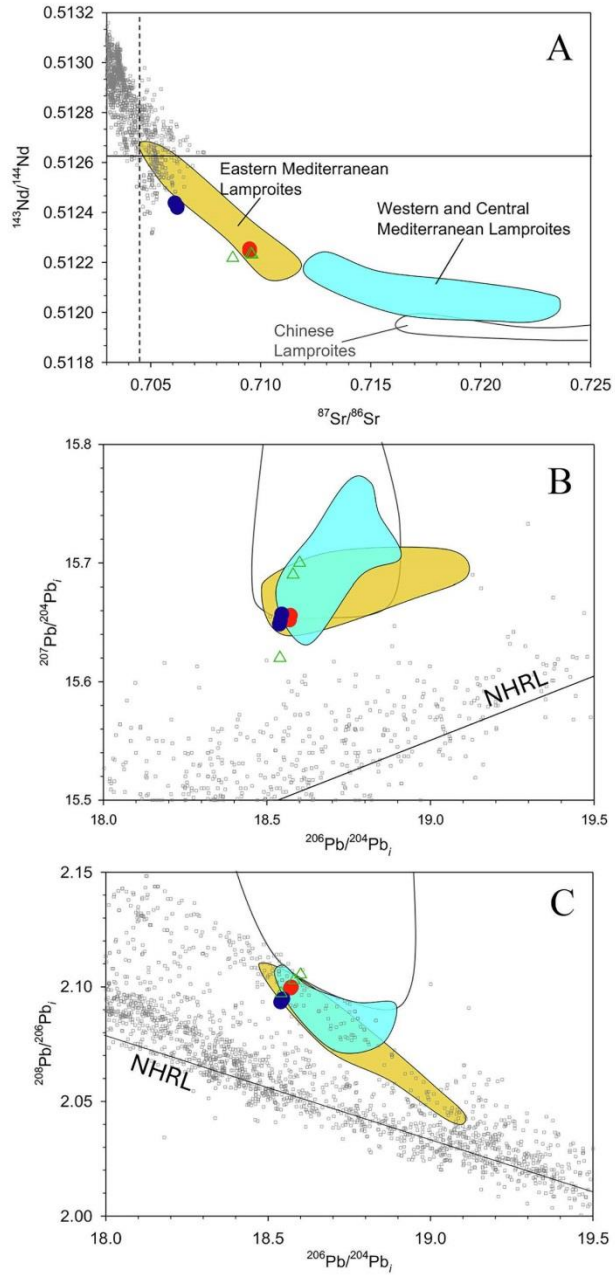 A
0.5132
0.5130
0.5128
0.5126
0.5124
0.5122
0.5120
0.5118
¹⁴³Nd/¹⁴⁴Nd
Eastern Mediterranean
Lamproites
Western and Central
Mediterranean Lamproites
Chinese
Lamproites
0.705 0.710 0.715 0.720 0.725
⁸⁷Sr/⁸⁶Sr
B
15.8
15.7
15.6
15.5
²⁰⁷Pb/²⁰⁴Pbᵢ
NHRL
18.0 18.5 19.0 19.5
²⁰⁶Pb/²⁰⁴Pbᵢ
C
2.15
2.10
2.05
2.00
²⁰⁸Pb/²⁰⁶Pbᵢ
NHRL
18.0 18.5 19.0 19.5
²⁰⁶Pb/²⁰⁴Pbᵢ